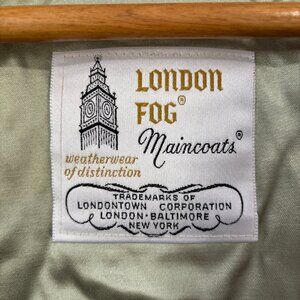 LONDON
FOG®
Maincoats®
weatherwear
of distinction
TRADEMARKS OF
LONDONTOWN CORPORATION
LONDON · BALTIMORE
NEW YORK